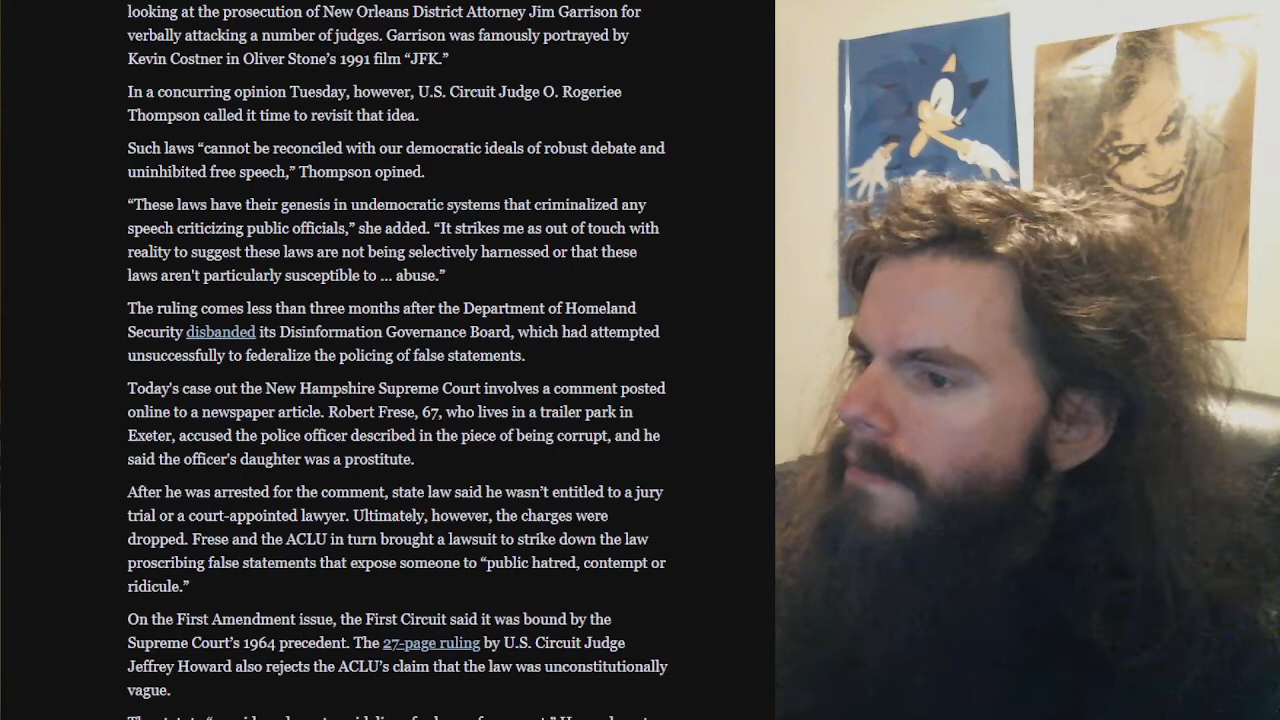 looking at the prosecution of New Orleans District Attorney Jim Garrison for
verbally attacking a number of judges. Garrison was famously portrayed by
Kevin Costner in Oliver Stone’s 1991 film “JFK.”
In a concurring opinion Tuesday, however, U.S. Circuit Judge O. Rogeriee
Thompson called it time to revisit that idea.
Such laws “cannot be reconciled with our democratic ideals of robust debate and
uninhibited free speech,” Thompson opined.
“These laws have their genesis in undemocratic systems that criminalized any
speech criticizing public officials,” she added. “It strikes me as out of touch with
reality to suggest these laws are not being selectively harnessed or that these
laws aren't particularly susceptible to ... abuse.”
The ruling comes less than three months after the Department of Homeland
Security disbanded its Disinformation Governance Board, which had attempted
unsuccessfully to federalize the policing of false statements.
Today's case out the New Hampshire Supreme Court involves a comment posted
online to a newspaper article. Robert Frese, 67, who lives in a trailer park in
Exeter, accused the police officer described in the piece of being corrupt, and he
said the officer's daughter was a prostitute.
After he was arrested for the comment, state law said he wasn’t entitled to a jury
trial or a court-appointed lawyer. Ultimately, however, the charges were
dropped. Frese and the ACLU in turn brought a lawsuit to strike down the law
proscribing false statements that expose someone to “public hatred, contempt or
ridicule.”
On the First Amendment issue, the First Circuit said it was bound by the
Supreme Court’s 1964 precedent. The 27-page ruling by U.S. Circuit Judge
Jeffrey Howard also rejects the ACLU’s claim that the law was unconstitutionally
vague.